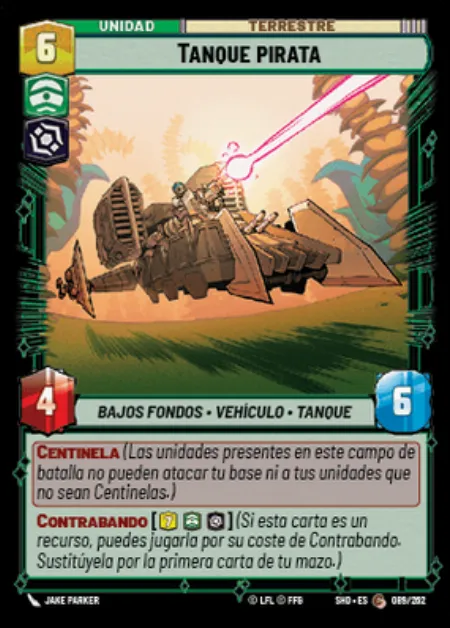 UNIDAD
TERRESTRE
6
TANQUE PIRATA
4
BAJOS FONDOS • VEHÍCULO • TANQUE
6
CENTINELA (Las unidades presentes en este campo de
batalla no pueden atacar tu base ni a tus unidades que
no sean Centinelas.)
CONTRABANDO [7] (Si esta carta es un
recurso, puedes jugarla por su coste de Contrabando.
Sustitúyela por la primera carta de tu mazo.)
JAKE PARKER
© LFL © FFG
SHD • ES
089/262